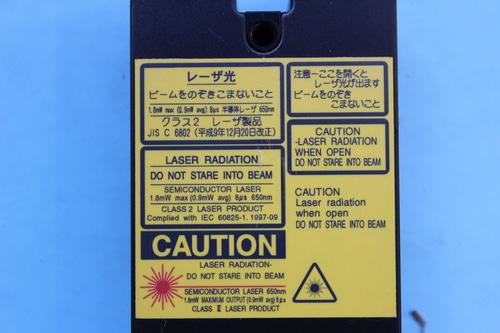 レーザ光
ビームをのぞきこまないこと
1.8mW max (0.9mW avg) 8μs 半導体レーザ 650nm
クラス2 レーザ製品
JIS C 6802 (平成9年12月20日改正)
注意-ここを開くと
レーザ光が出ます
ビームをのぞき
こまないこと
LASER RADIATION
DO NOT STARE INTO BEAM
SEMICONDUCTOR LASER
1.8mW max (0.9mW avg) 8μs 650nm
CLASS 2 LASER PRODUCT
Complied with IEC 60825-1, 1997-09
CAUTION
-LASER RADIATION
WHEN OPEN
DO NOT STARE INTO BEAM
CAUTION
Laser radiation
when open
DO NOT STARE INTO BEAM
CAUTION
LASER RADIATION-
DO NOT STARE INTO BEAM
SEMICONDUCTOR LASER 650nm
1.8mW MAXIMUM OUTPUT (0.9mW avg) 8μs
CLASS Ⅱ LASER PRODUCT